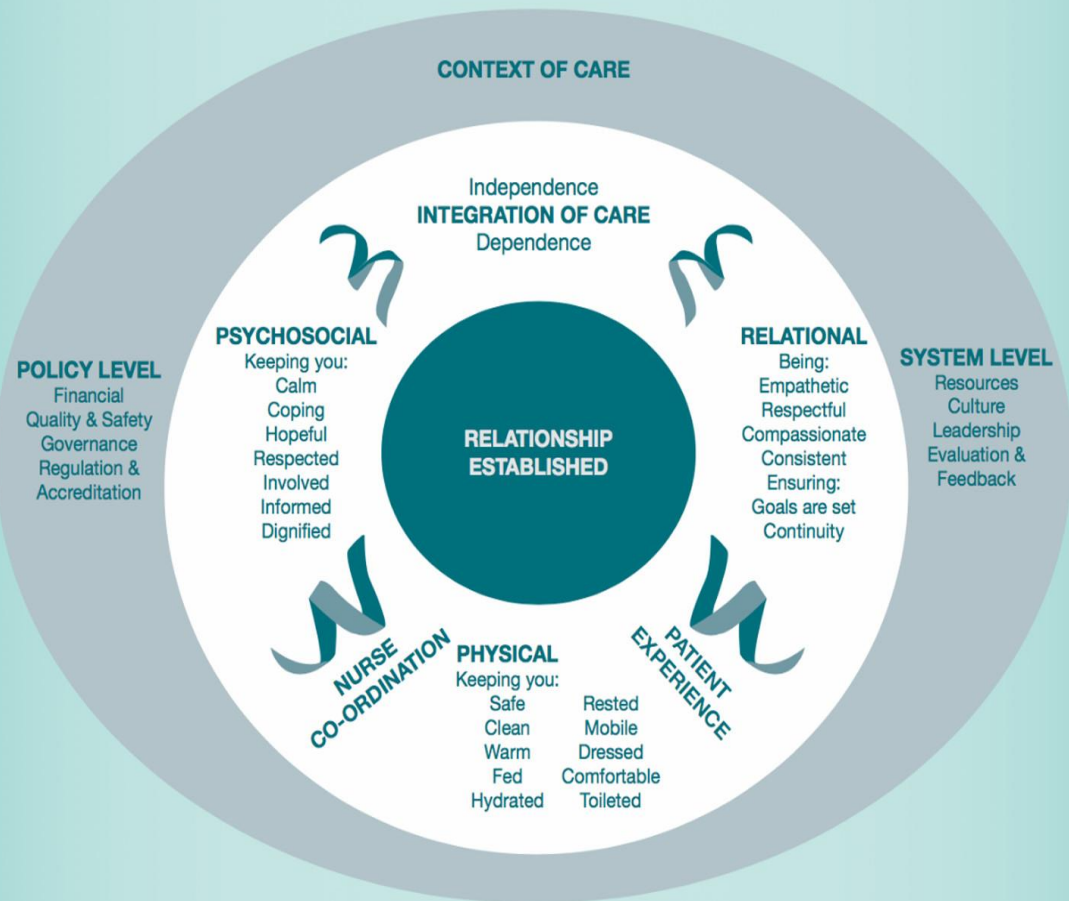 CONTEXT OF CARE
Independence
INTEGRATION OF CARE
Dependence
POLICY LEVEL
Financial
Quality & Safety
Governance
Regulation &
Accreditation
PSYCHOSOCIAL
Keeping you:
Calm
Coping
Hopeful
Respected
Involved
Informed
Dignified
RELATIONSHIP
ESTABLISHED
RELATIONAL
Being:
Empathetic
Respectful
Compassionate
Consistent
Ensuring:
Goals are set
Continuity
SYSTEM LEVEL
Resources
Culture
Leadership
Evaluation &
Feedback
NURSE
CO-ORDINATION
PHYSICAL
Keeping you:
Safe
Clean
Warm
Fed
Hydrated
Rested
Mobile
Dressed
Comfortable
Toileted
PATIENT
EXPERIENCE